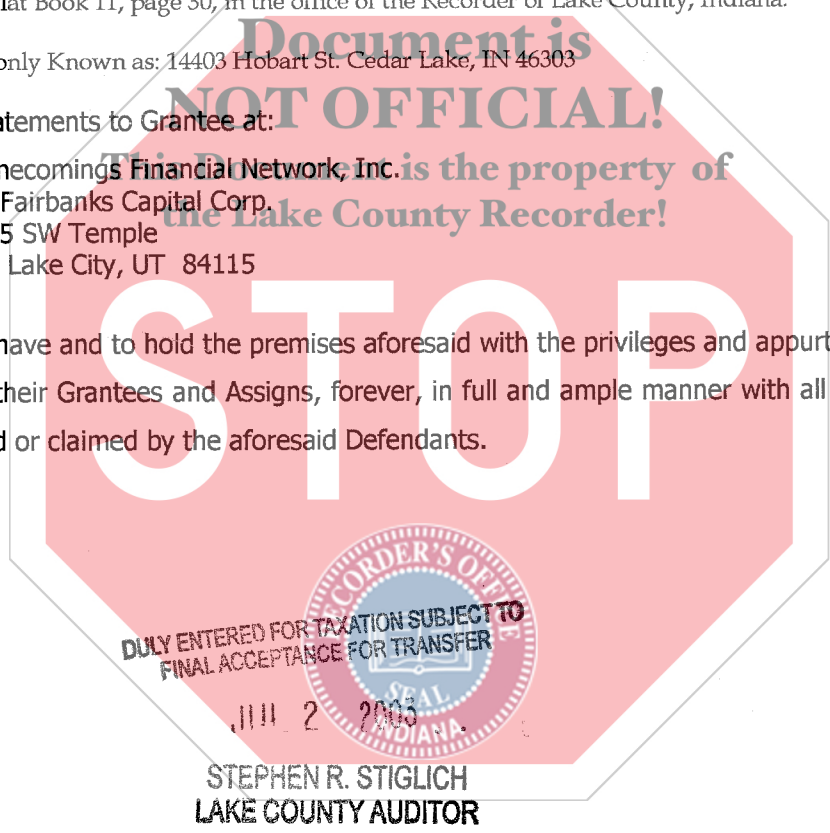 lat Book 11, page 30, in the office of the Recorder of Lake County, Indiana.
Document is
only Known as: 14403 Hobart St. Cedar Lake, IN 46303
NOT OFFICIAL!
atements to Grantee at:
This Document is the property of
necomings Financial Network, Inc.
Fairbanks Capital Corp.
the Lake County Recorder!
5 SW Temple
Lake City, UT 84115
STOP
have and to hold the premises aforesaid with the privileges and appurt
their Grantees and Assigns, forever, in full and ample manner with all
d or claimed by the aforesaid Defendants.
RECORDER'S OFFICE
DULY ENTERED FOR TAXATION SUBJECT TO
FINAL ACCEPTANCE FOR TRANSFER
SEAL
JUL 2 2003
INDIANA
STEPHEN R. STIGLICH
LAKE COUNTY AUDITOR